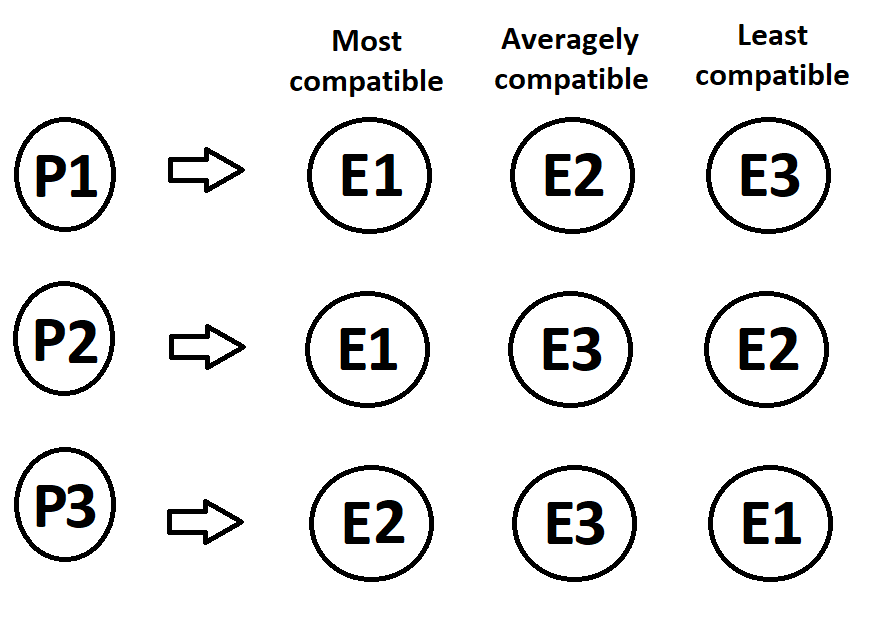 Most compatible
Averagely compatible
Least compatible
P1 E1 E2 E3
P2 E1 E3 E2
P3 E2 E3 E1